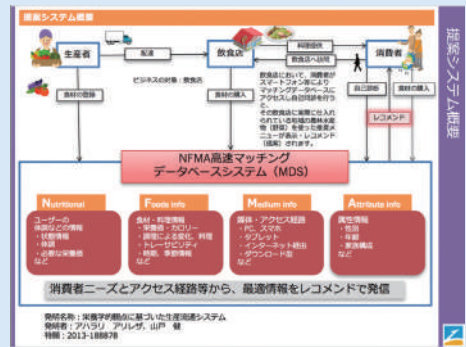 提案システム概要
提案システム概要
生産者
配達
飲食店
料理提供
飲食店へ訪問
消費者
食材の登録
ビジネスの対象:飲食店
食材の購入
飲食店において、消費者が
スマートフォン等により
マッチングデータベースに
アクセスし自己診断を行う
と、
その飲食店に実際に仕入れ
られている地域の農林水産
物(野菜)を使った推奨メ
ニューが表示・レコメンド
(提案)されます。
自己診断
食材の購入
レコメンド
NFMA高速マッチング
データベースシステム(MDS)
Nutritional
ユーザーの
体調などの情報
・状態情報
・体調
・必要な栄養価
など
Foods info
食材・料理情報
・栄養価・カロリー
・調理による変化、料理
・トレーサビリティ
・時期、季節情報
など
Medium info
媒体・アクセス経路
・PC、スマホ
・タブレット
・インターネット経由
・ダウンロード型
など
Attribute info
属性情報
・性別
・年齢
・家族構成
など
消費者ニーズとアクセス経路等から、最適情報をレコメンドで発信
発明名称:栄養学的観点に基づいた生産流通システム
発明者:アハラリ アリレザ、山戸 健
特願:2013-188878